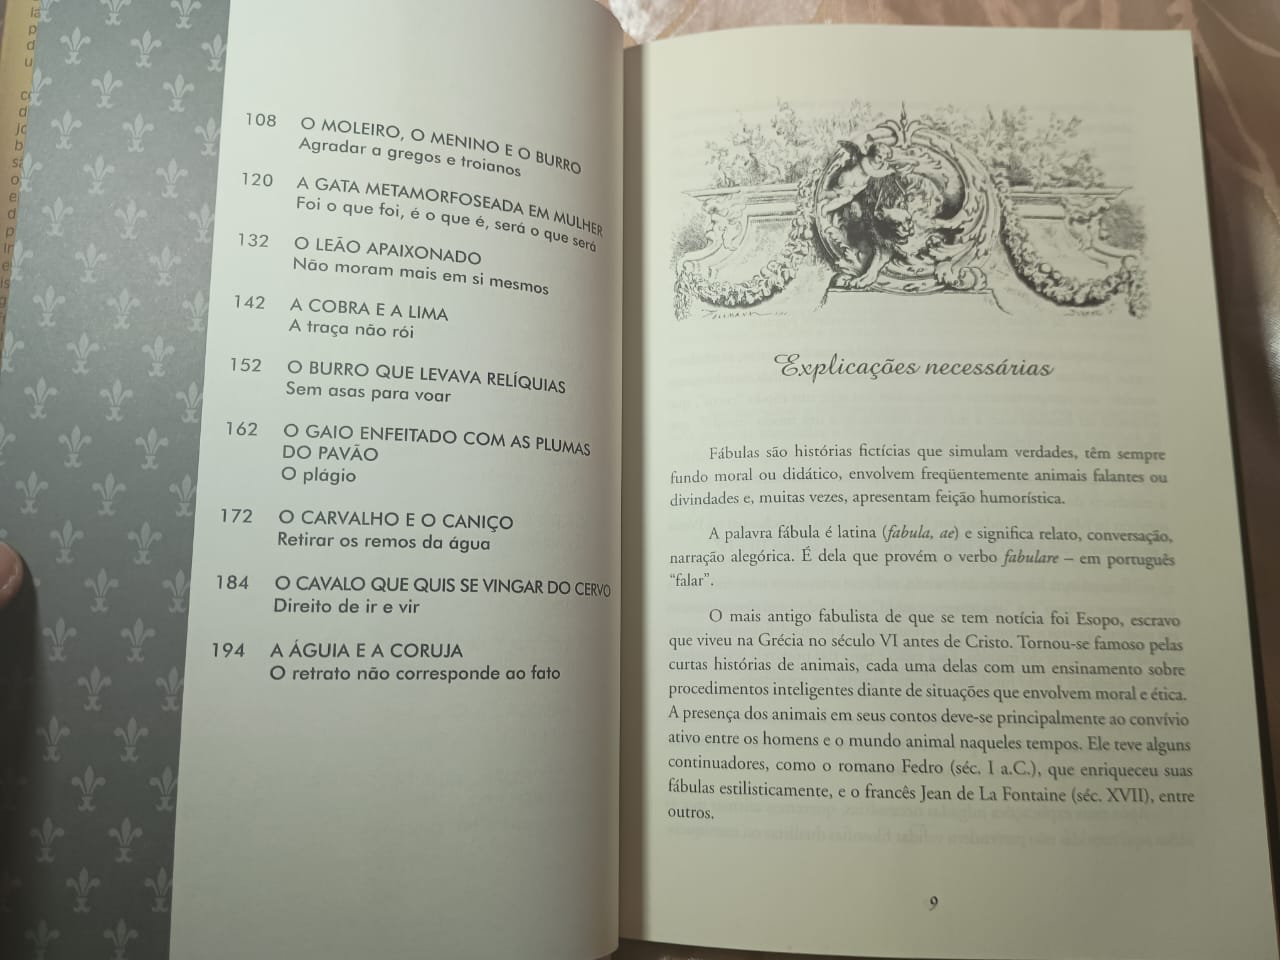 108 O MOLEIRO, O MENINO E O BURRO
Agradar a gregos e troianos
120 A GATA METAMORFOSEADA EM MULHER
Foi o que foi, é o que é, será o que será
132 O LEÃO APAIXONADO
Não moram mais em si mesmos
142 A COBRA E A LIMA
A traça não rói
152 O BURRO QUE LEVAVA RELÍQUIAS
Sem asas para voar
162 O GAIO ENFEITADO COM AS PLUMAS
DO PAVÃO
O plágio
172 O CARVALHO E O CANIÇO
Retirar os remos da água
184 O CAVALO QUE QUIS SE VINGAR DO CERVO
Direito de ir e vir
194 A ÁGUIA E A CORUJA
O retrato não corresponde ao fato
Explicações necessárias
Fábulas são histórias fictícias que simulam verdades, têm sempre
fundo moral ou didático, envolvem freqüentemente animais falantes ou
divindades e, muitas vezes, apresentam feição humorística.
A palavra fábula é latina (fabula, ae) e significa relato, conversação,
narração alegórica. É dela que provém o verbo fabulare – em português
“falar”.
O mais antigo fabulista de que se tem notícia foi Esopo, escravo
que viveu na Grécia no século VI antes de Cristo. Tornou-se famoso pelas
curtas histórias de animais, cada uma delas com um ensinamento sobre
procedimentos inteligentes diante de situações que envolvem moral e ética.
A presença dos animais em seus contos deve-se principalmente ao convívio
ativo entre os homens e o mundo animal naqueles tempos. Ele teve alguns
continuadores, como o romano Fedro (séc. I a.C.), que enriqueceu suas
fábulas estilisticamente, e o francês Jean de La Fontaine (séc. XVII), entre
outros.
9